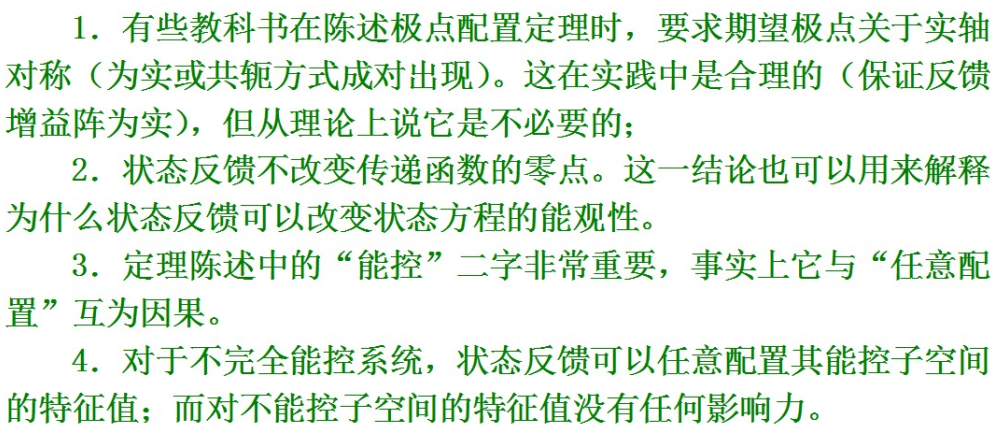 1．有些教科书在陈述极点配置定理时，要求期望极点关于实轴
对称（为实或共轭方式成对出现）。这在实践中是合理的（保证反馈
增益阵为实），但从理论上说它是不必要的；
2．状态反馈不改变传递函数的零点。这一结论也可以用来解释
为什么状态反馈可以改变状态方程的能观性。
3．定理陈述中的“能控”二字非常重要，事实上它与“任意配
置”互为因果。
4．对于不完全能控系统，状态反馈可以任意配置其能控子空间
的特征值；而对不能控子空间的特征值没有任何影响力。